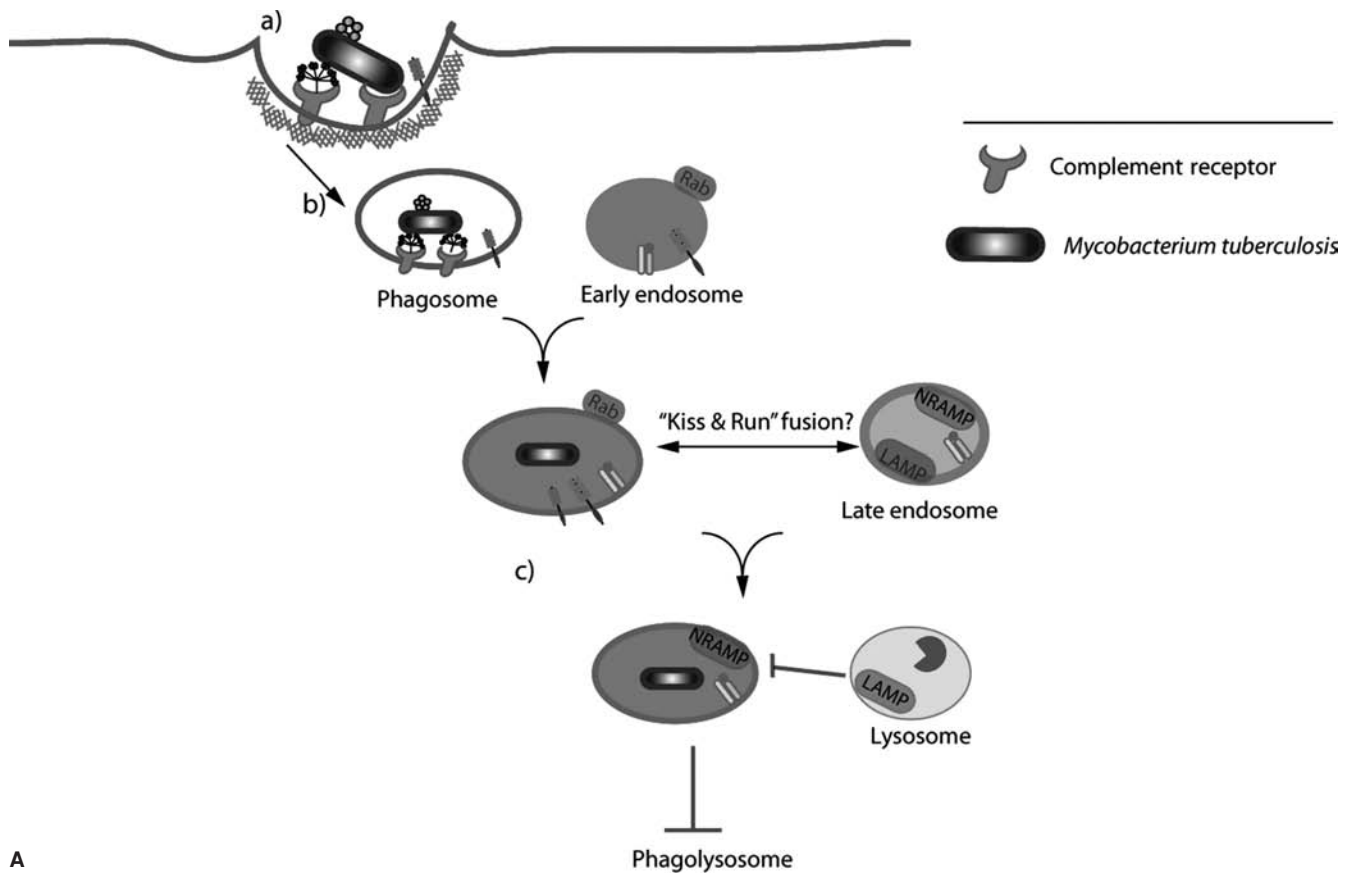 a)
Complement receptor
Mycobacterium tuberculosis
b)
Rab
Phagosome
Early endosome
Rab
"Kiss & Run" fusion?
NRAMP
LAMP
Late endosome
c)
NRAMP
LAMP
Lysosome
Phagolysosome
A